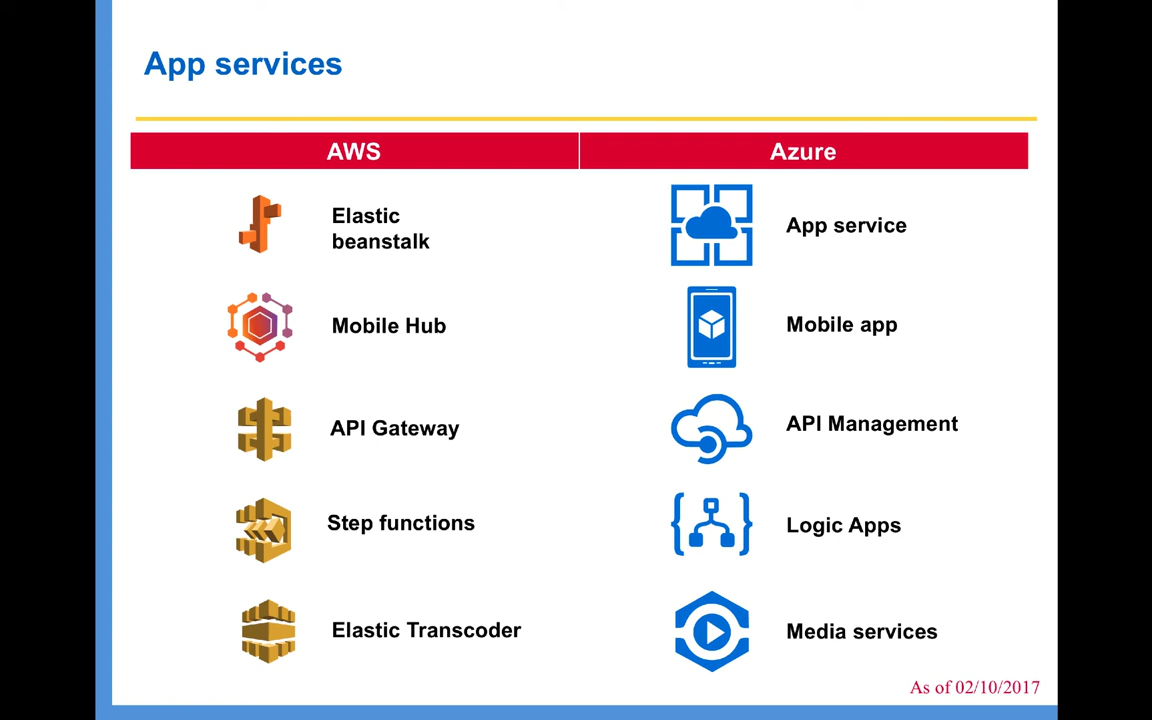 App services
AWS
Azure
Elastic
beanstalk
App service
Mobile Hub
Mobile app
API Gateway
API Management
Step functions
Logic Apps
Elastic Transcoder
Media services
As of 02/10/2017